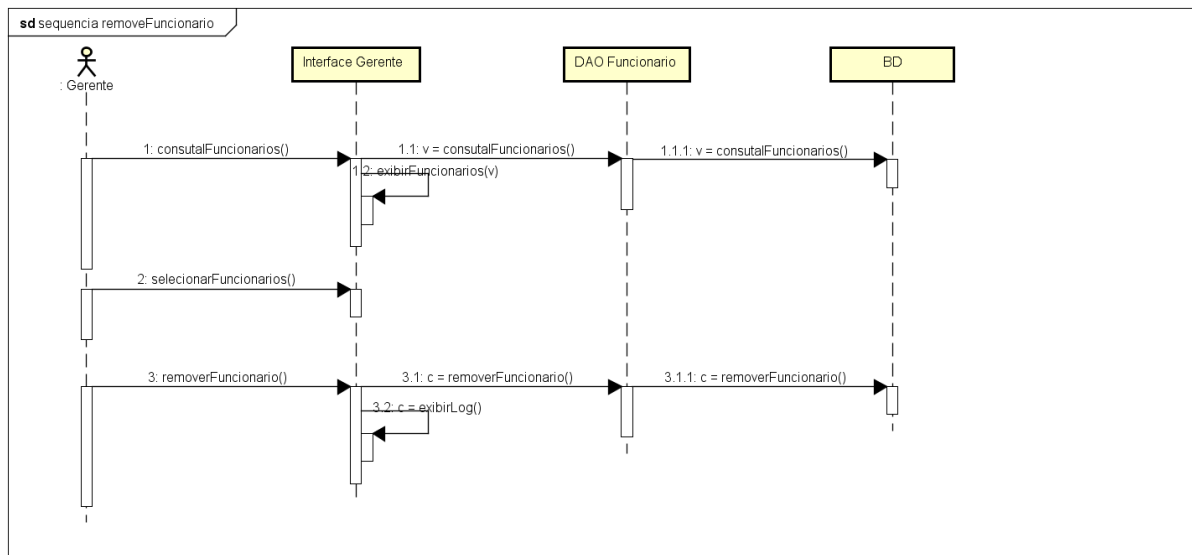 sd sequencia removeFuncionario
: Gerente
Interface Gerente
DAO Funcionario
BD
1: consutalFuncionarios()
1.1: v = consutalFuncionarios()
1.1.1: v = consutalFuncionarios()
1.2: exibirFuncionarios(v)
2: selecionarFuncionarios()
3: removerFuncionario()
3.1: c = removerFuncionario()
3.1.1: c = removerFuncionario()
3.2: c = exibirLog()